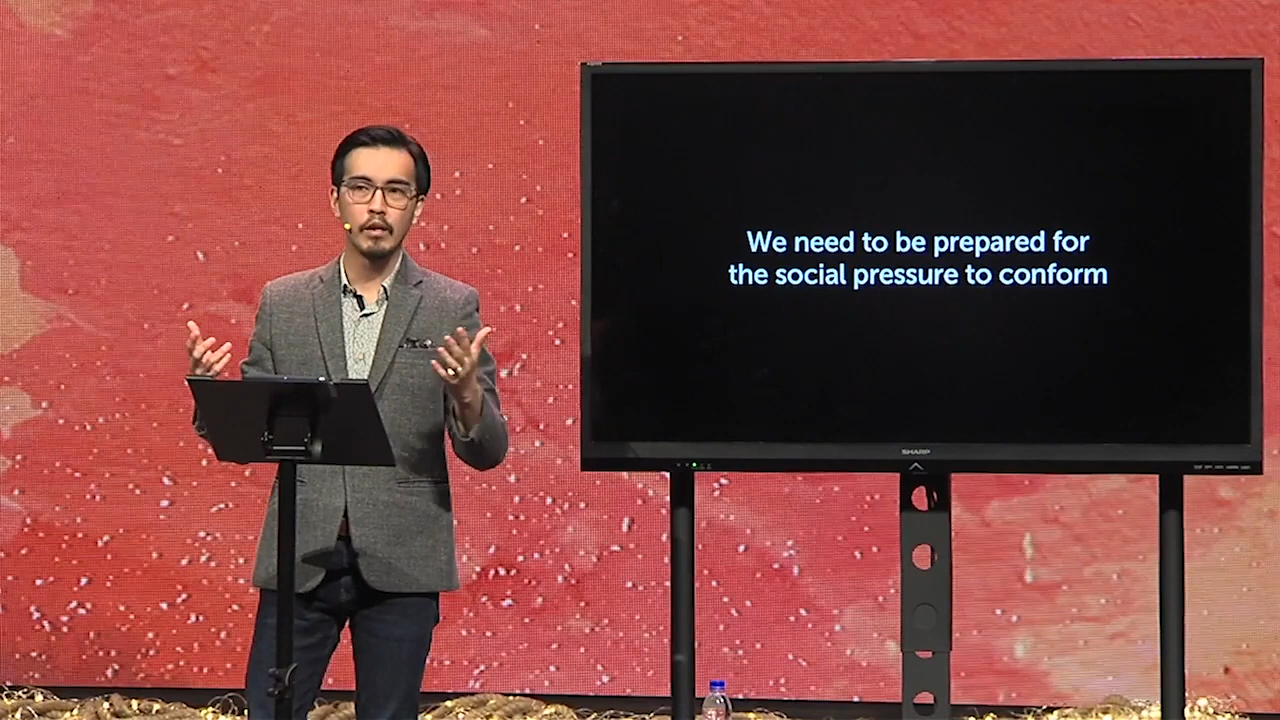 We need to be prepared for
the social pressure to conform
SHARP